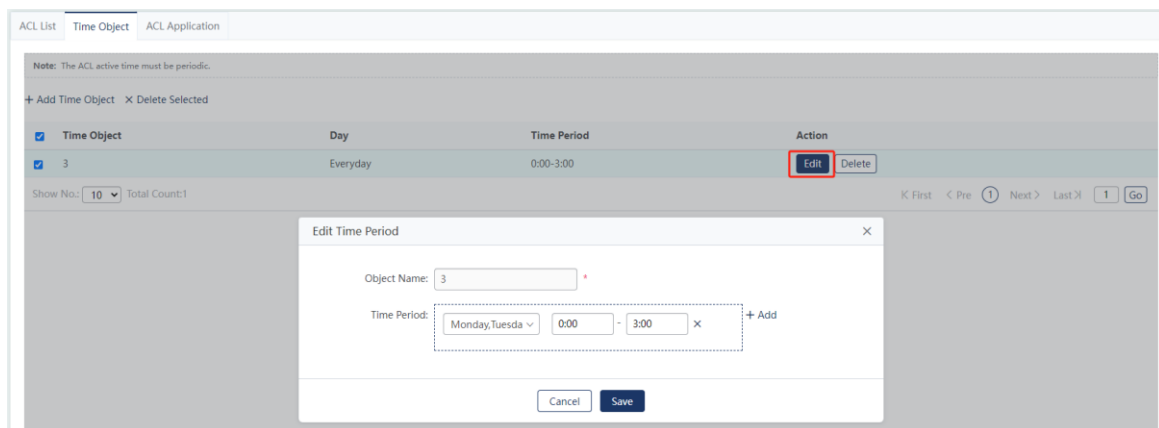 ACL List Time Object ACL Application
Note: The ACL active time must be periodic.
+ Add Time Object × Delete Selected
Time Object Day Time Period Action
3 Everyday 0:00-3:00 Edit Delete
Show No.: 10 Total Count:1 First Pre 1 Next Last 1 Go
Edit Time Period ×
Object Name: 3 *
Time Period: Monday,Tuesda 0:00 - 3:00 × + Add
Cancel Save